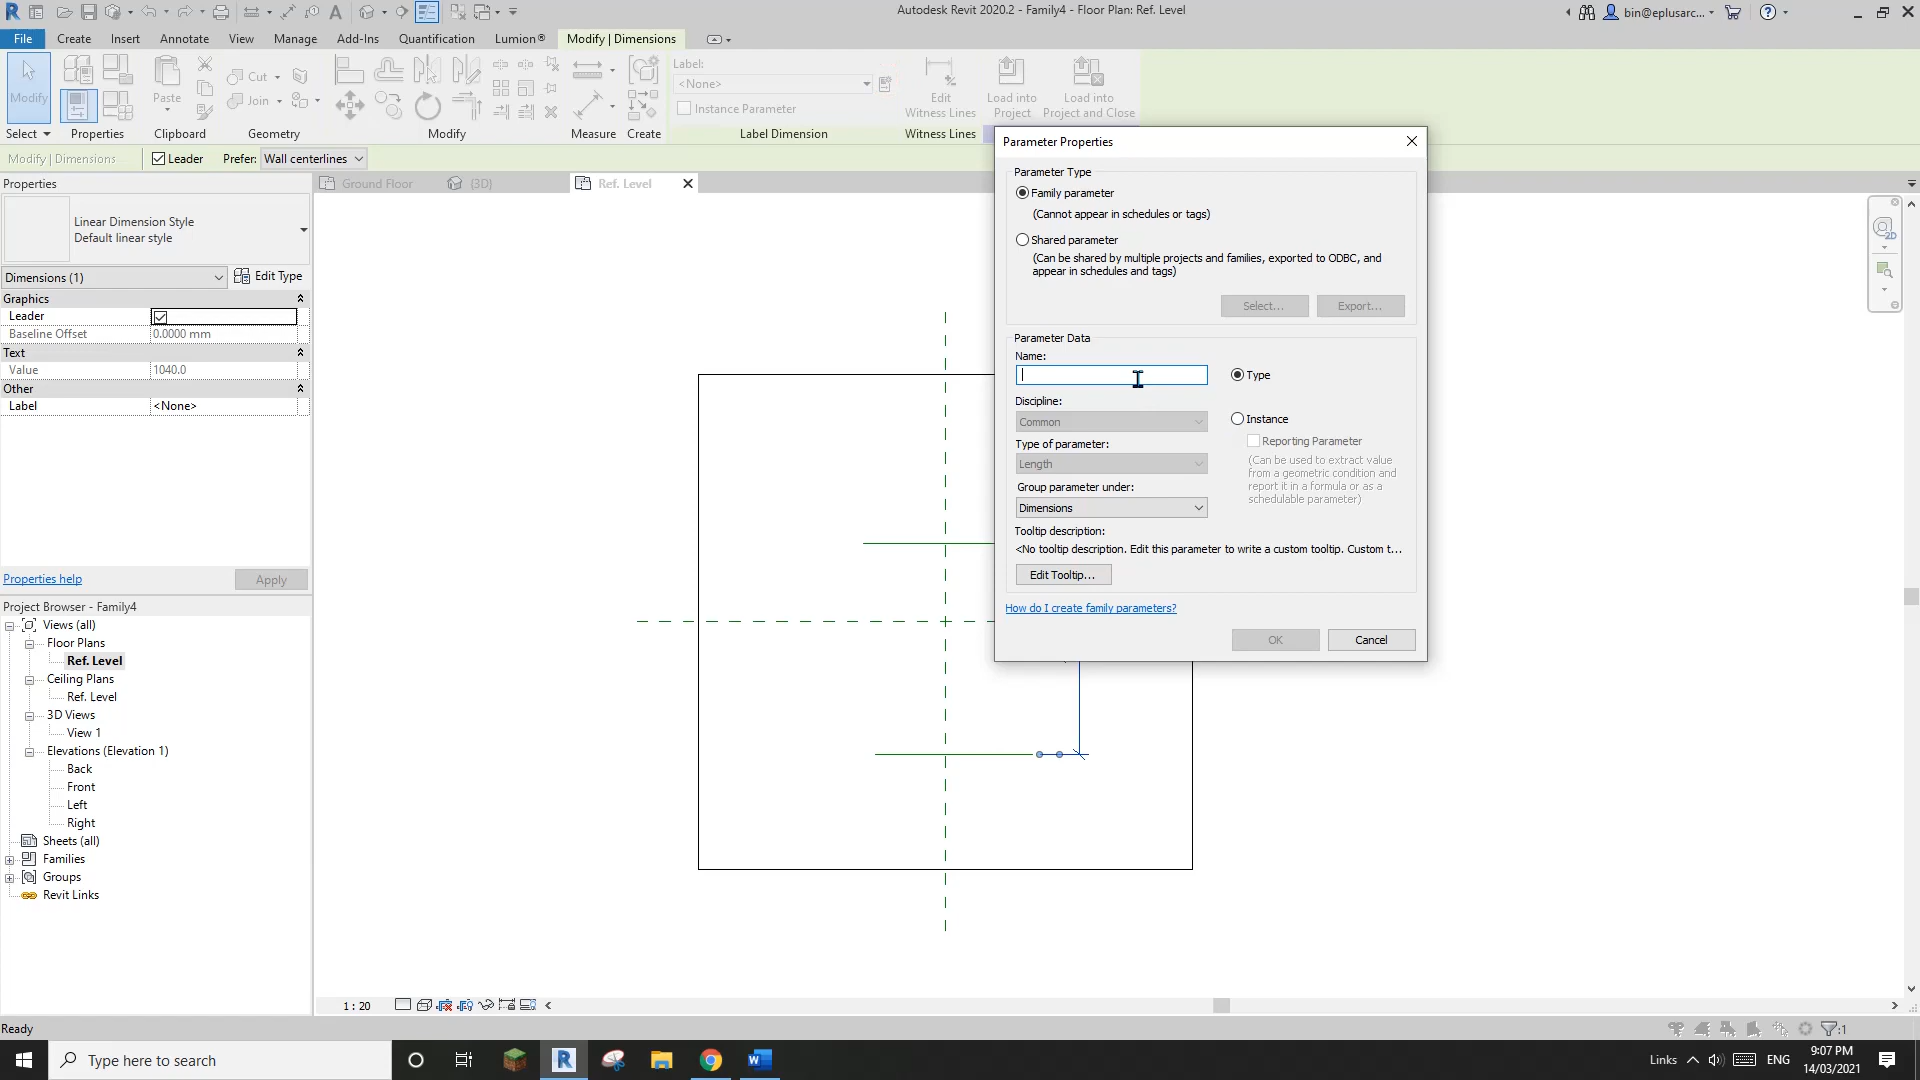 Autodesk Revit 2020.2 - Family4 - Floor Plan: Ref. Level
bin@eplusarc...
File Create Insert Annotate View Manage Add-Ins Quantification Lumion® Modify | Dimensions
Modify
Paste
Cut
Join
Label:
<None>
Instance Parameter
Edit
Witness Lines
Load into
Project
Load into
Project and Close
Select Properties Clipboard Geometry Modify Measure Create Label Dimension Witness Lines
Modify | Dimensions
Leader
Prefer: Wall centerlines
Properties
Ground Floor
{3D}
Ref. Level
Linear Dimension Style
Default linear style
Dimensions (1)
Edit Type
Graphics
Leader
Baseline Offset 0.0000 mm
Text
Value 1040.0
Other
Label <None>
Properties help
Apply
Project Browser - Family4
Views (all)
Floor Plans
Ref. Level
Ceiling Plans
Ref. Level
3D Views
View 1
Elevations (Elevation 1)
Back
Front
Left
Right
Sheets (all)
Families
Groups
Revit Links
Parameter Properties
Parameter Type
Family parameter
(Cannot appear in schedules or tags)
Shared parameter
(Can be shared by multiple projects and families, exported to ODBC, and
appear in schedules and tags)
Select...
Export...
Parameter Data
Name:
Type
Discipline:
Common
Instance
Type of parameter:
Reporting Parameter
Length
(Can be used to extract value
from a geometric condition and
report it in a formula or as a
schedulable parameter)
Group parameter under:
Dimensions
Tooltip description:
<No tooltip description. Edit this parameter to write a custom tooltip. Custom t...
Edit Tooltip...
How do I create family parameters?
OK
Cancel
2D
1 : 20
Ready
:1
Type here to search
Links
ENG
9:07 PM
14/03/2021